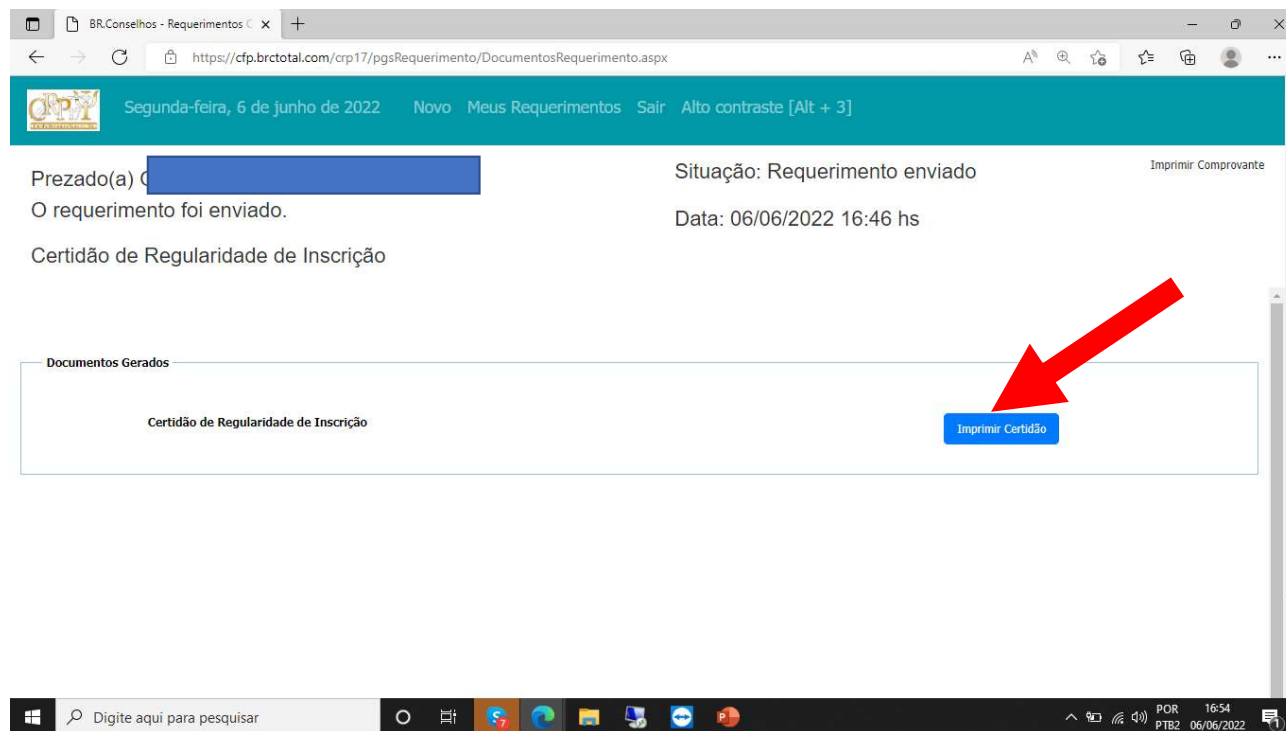 BR.Conselhos - Requerimentos
https://cfp.brctotal.com/crp17/pgsRequerimento/DocumentosRequerimento.aspx
Segunda-feira, 6 de junho de 2022 Novo Meus Requerimentos Sair Alto contraste [Alt + 3]
Prezado(a)
O requerimento foi enviado.
Certidão de Regularidade de Inscrição
Situação: Requerimento enviado
Data: 06/06/2022 16:46 hs
Imprimir Comprovante
Documentos Gerados
Certidão de Regularidade de Inscrição
Imprimir Certidão
Digite aqui para pesquisar
POR
PTB2
16:54
06/06/2022